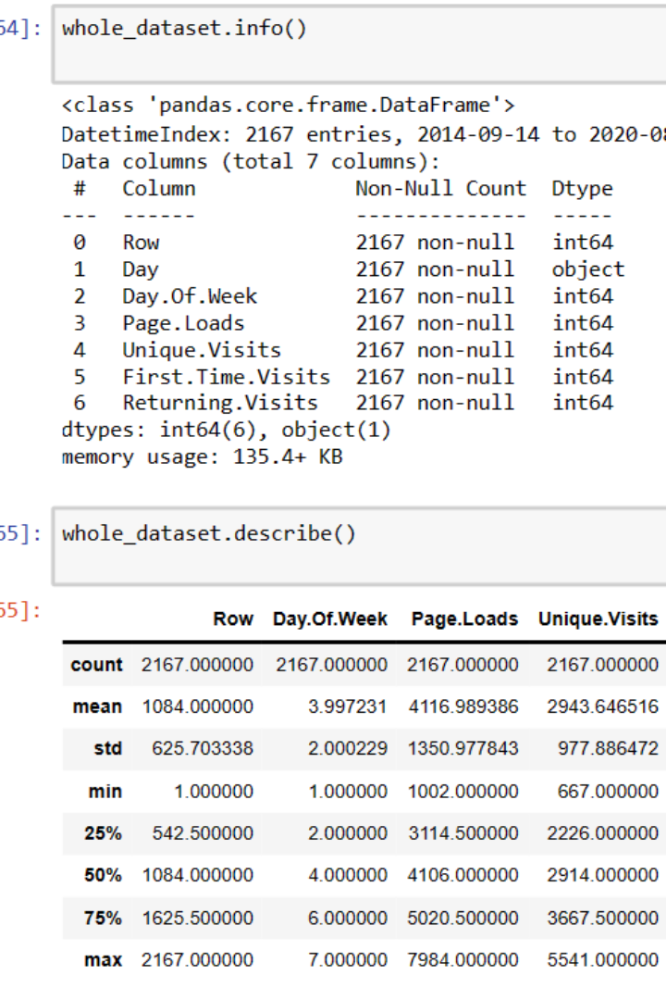 64]: whole_dataset.info()
<class 'pandas.core.frame.DataFrame'>
DatetimeIndex: 2167 entries, 2014-09-14 to 2020-08
Data columns (total 7 columns):
# Column Non-Null Count Dtype
--- ------ -------------- -----
0 Row 2167 non-null int64
1 Day 2167 non-null object
2 Day.Of.Week 2167 non-null int64
3 Page.Loads 2167 non-null int64
4 Unique.Visits 2167 non-null int64
5 First.Time.Visits 2167 non-null int64
6 Returning.Visits 2167 non-null int64
dtypes: int64(6), object(1)
memory usage: 135.4+ KB
65]: whole_dataset.describe()
65]:
Row Day.Of.Week Page.Loads Unique.Visits
count 2167.000000 2167.000000 2167.000000 2167.000000
mean 1084.000000 3.997231 4116.989386 2943.646516
std 625.703338 2.000229 1350.977843 977.886472
min 1.000000 1.000000 1002.000000 667.000000
25% 542.500000 2.000000 3114.500000 2226.000000
50% 1084.000000 4.000000 4106.000000 2914.000000
75% 1625.500000 6.000000 5020.500000 3667.500000
max 2167.000000 7.000000 7984.000000 5541.000000